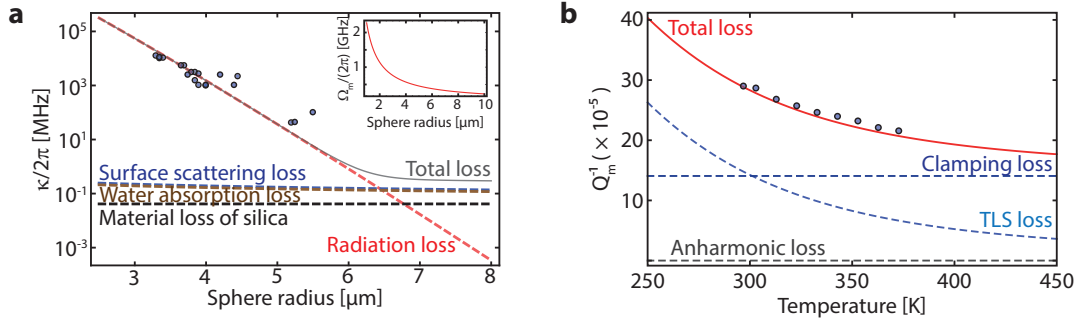 a
κ/2π [MHz]
10^5
10^3
10^1
10^-1
10^-3
3 4 5 6 7 8
Sphere radius [μm]
Surface scattering loss
Water absorption loss
Material loss of silica
Total loss
Radiation loss
Ω_m/(2π) [GHz]
2
1
2 4 6 8 10
Sphere radius [μm]
b
Q_m^-1 ( × 10^-5)
40
30
20
10
0
250 300 350 400 450
Temperature [K]
Total loss
Clamping loss
TLS loss
Anharmonic loss